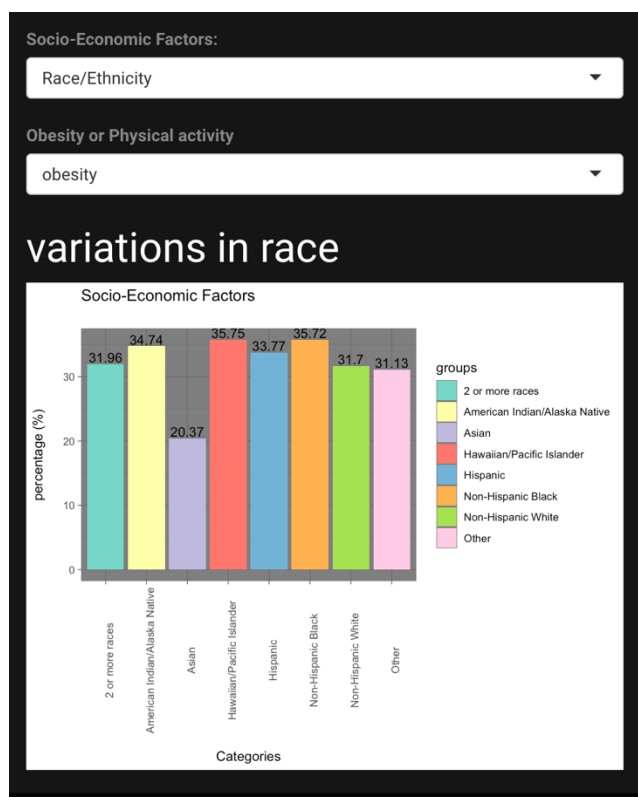 Socio-Economic Factors:
Race/Ethnicity
Obesity or Physical activity
obesity
variations in race
Socio-Economic Factors
percentage (%)
30
20
10
0
31.96
34.74
20.37
35.75
33.77
35.72
31.7
31.13
2 or more races
American Indian/Alaska Native
Asian
Hawaiian/Pacific Islander
Hispanic
Non-Hispanic Black
Non-Hispanic White
Other
Categories
groups
2 or more races
American Indian/Alaska Native
Asian
Hawaiian/Pacific Islander
Hispanic
Non-Hispanic Black
Non-Hispanic White
Other